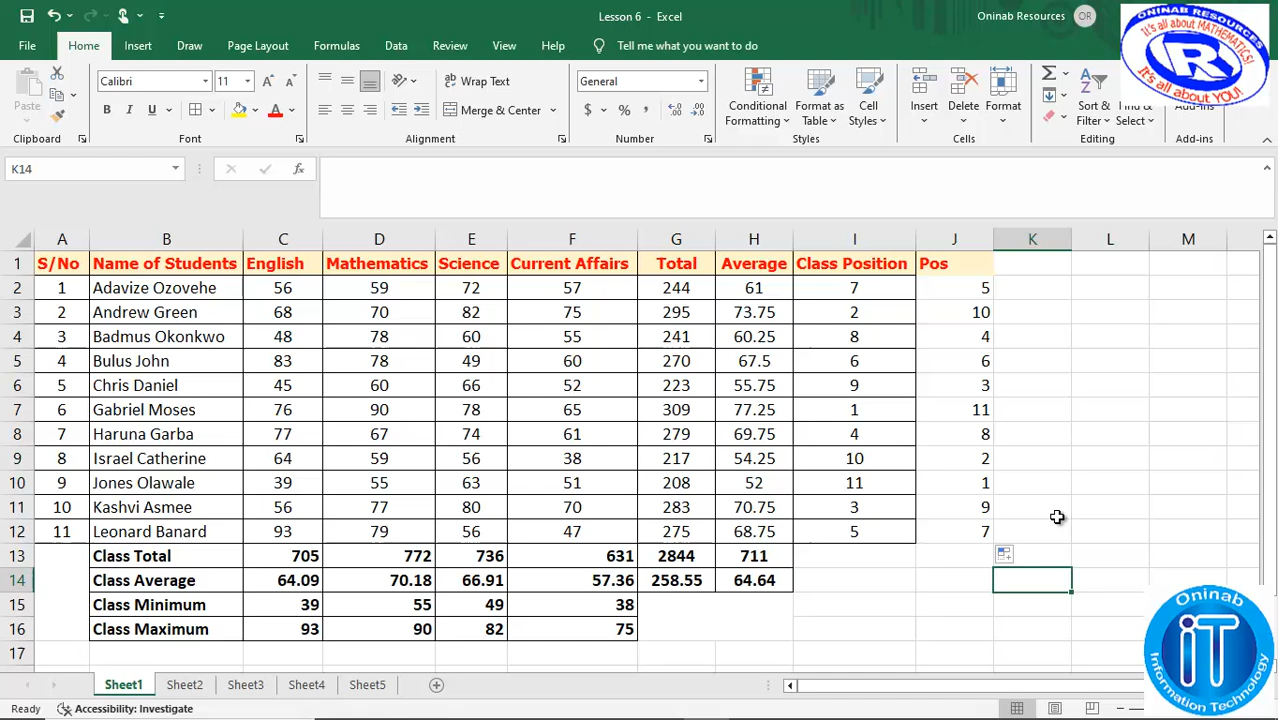 Lesson 6 - Excel
Oninab Resources OR
File Home Insert Draw Page Layout Formulas Data Review View Help Tell me what you want to do
ONINAB RESOURCES
it's all about MATHEMATICS!
R
It's all about YOU!
Paste
Calibri 11 A A
B I U A
Wrap Text
Merge & Center
General
$ % ,
Conditional Formatting
Format as Table
Cell Styles
Insert Delete Format
Sort & Filter
Find & Select
Add-ins
Clipboard Font Alignment Number Styles Cells Editing Add-ins
K14 fx
A B C D E F G H I J K L M
1 S/No Name of Students English Mathematics Science Current Affairs Total Average Class Position Pos
2 1 Adavize Ozovehe 56 59 72 57 244 61 7 5
3 2 Andrew Green 68 70 82 75 295 73.75 2 10
4 3 Badmus Okonkwo 48 78 60 55 241 60.25 8 4
5 4 Bulus John 83 78 49 60 270 67.5 6 6
6 5 Chris Daniel 45 60 66 52 223 55.75 9 3
7 6 Gabriel Moses 76 90 78 65 309 77.25 1 11
8 7 Haruna Garba 77 67 74 61 279 69.75 4 8
9 8 Israel Catherine 64 59 56 38 217 54.25 10 2
10 9 Jones Olawale 39 55 63 51 208 52 11 1
11 10 Kashvi Asmee 56 77 80 70 283 70.75 3 9
12 11 Leonard Banard 93 79 56 47 275 68.75 5 7
13 Class Total 705 772 736 631 2844 711
14 Class Average 64.09 70.18 66.91 57.36 258.55 64.64
15 Class Minimum 39 55 49 38
16 Class Maximum 93 90 82 75
17
Oninab
iT
Information Technology
Sheet1 Sheet2 Sheet3 Sheet4 Sheet5
Ready Accessibility: Investigate